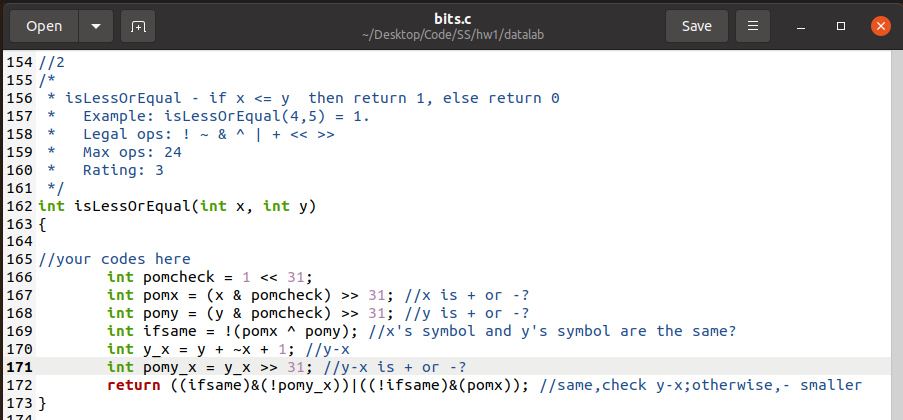 Open
bits.c
~/Desktop/Code/SS/hw1/datalab
Save
154 //2
155 /*
156  * isLessOrEqual - if x <= y  then return 1, else return 0
157  *   Example: isLessOrEqual(4,5) = 1.
158  *   Legal ops: ! ~ & ^ | + << >>
159  *   Max ops: 24
160  *   Rating: 3
161  */
162 int isLessOrEqual(int x, int y)
163 {
164
165 //your codes here
166         int pomcheck = 1 << 31;
167         int pomx = (x & pomcheck) >> 31; //x is + or -?
168         int pomy = (y & pomcheck) >> 31; //y is + or -?
169         int ifsame = !(pomx ^ pomy); //x's symbol and y's symbol are the same?
170         int y_x = y + ~x + 1; //y-x
171         int pomy_x = y_x >> 31; //y-x is + or -?
172         return ((ifsame)&(!pomy_x))|((!ifsame)&(pomx)); //same,check y-x;otherwise,- smaller
173 }